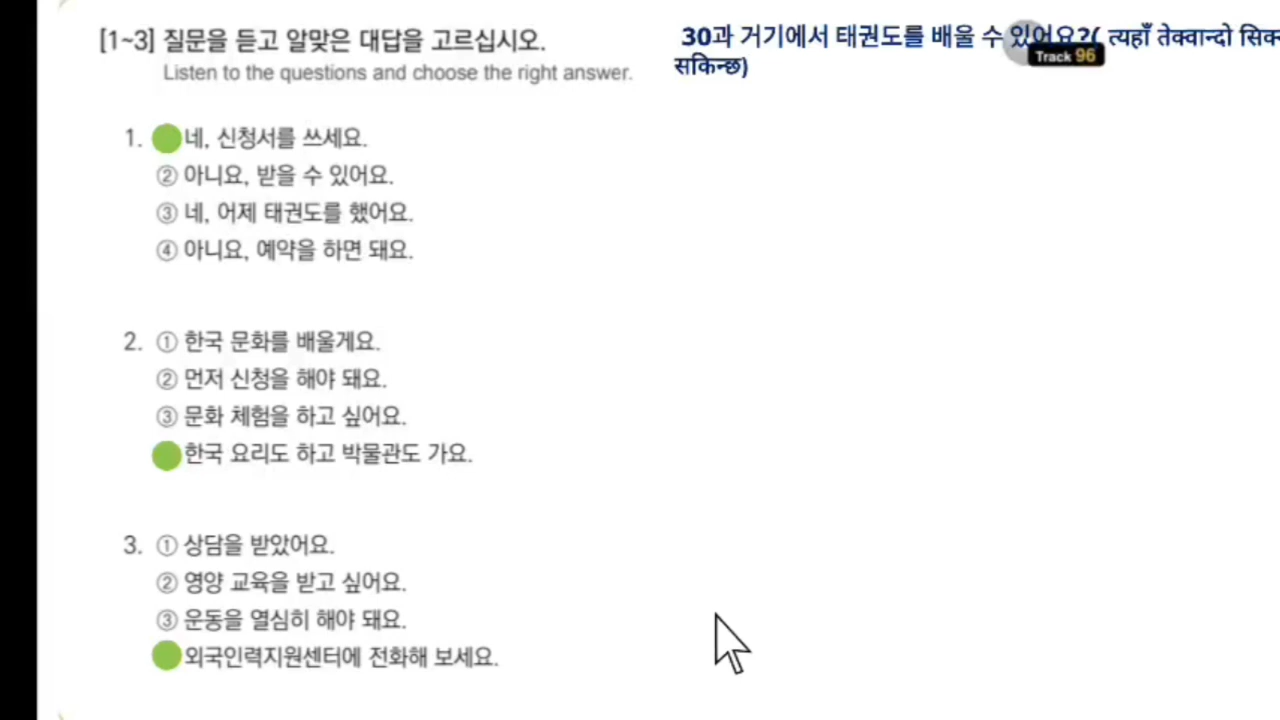 [1~3] 질문을 듣고 알맞은 대답을 고르십시오.
Listen to the questions and choose the right answer.
30과 거기에서 태권도를 배울 수 있어요?( त्यहाँ तेक्वान्दो
सकिन्छ)
Track 96
1. 네, 신청서를 쓰세요.
② 아니요, 받을 수 있어요.
③ 네, 어제 태권도를 했어요.
④ 아니요, 예약을 하면 돼요.
2. ① 한국 문화를 배울게요.
② 먼저 신청을 해야 돼요.
③ 문화 체험을 하고 싶어요.
한국 요리도 하고 박물관도 가요.
3. ① 상담을 받았어요.
② 영양 교육을 받고 싶어요.
③ 운동을 열심히 해야 돼요.
외국인력지원센터에 전화해 보세요.